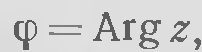 φ = Arg z,